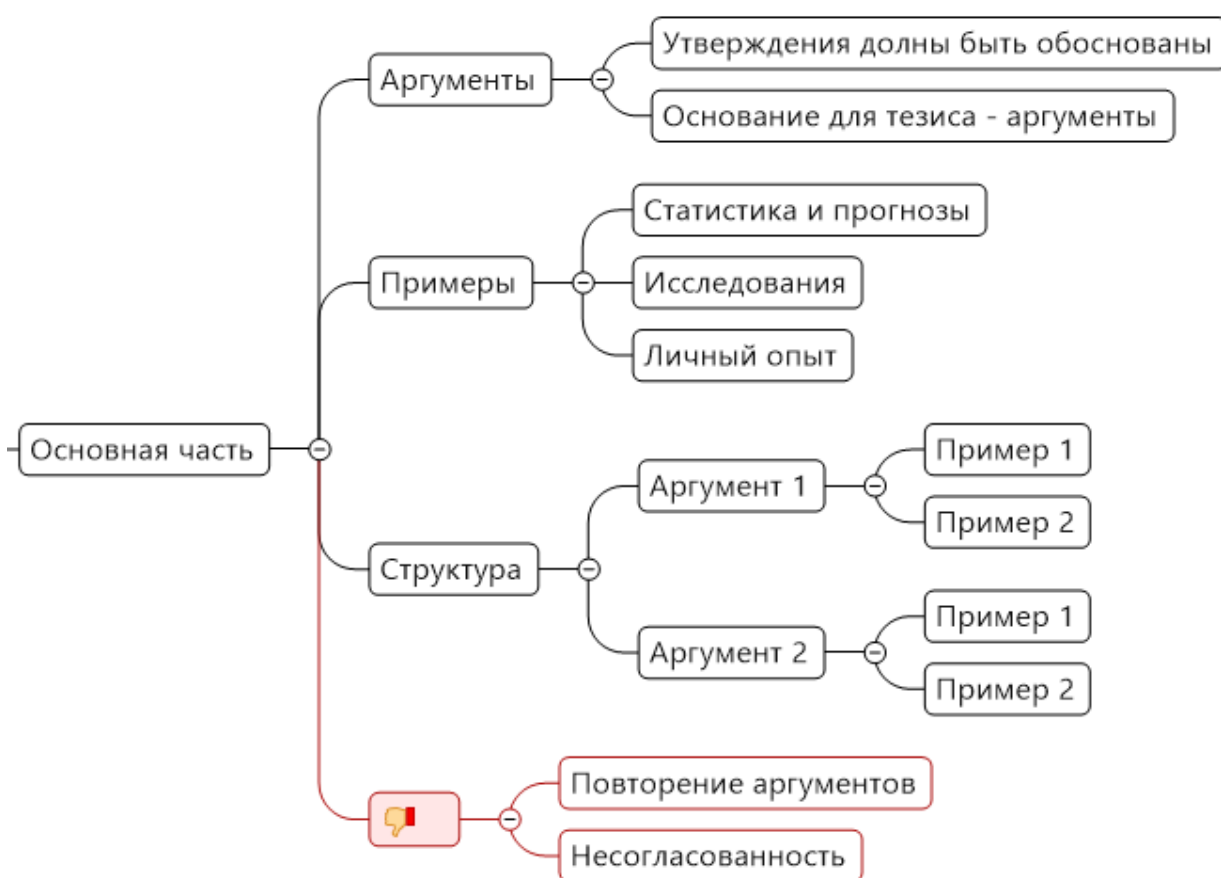 Утверждения долны быть обоснованы
Аргументы
Основание для тезиса - аргументы
Статистика и прогнозы
Примеры
Исследования
Личный опыт
Основная часть
Пример 1
Аргумент 1
Пример 2
Структура
Пример 1
Аргумент 2
Пример 2
Повторение аргументов
Несогласованность